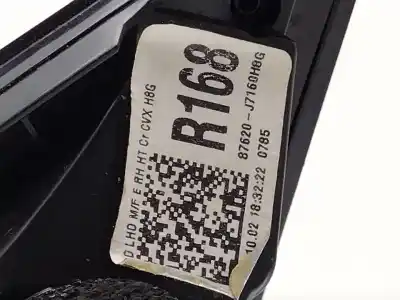 D LHD M/F E RH HT Cr CVX H8G
R168
87620-J7160H8G
10.02 18:32:22 0785